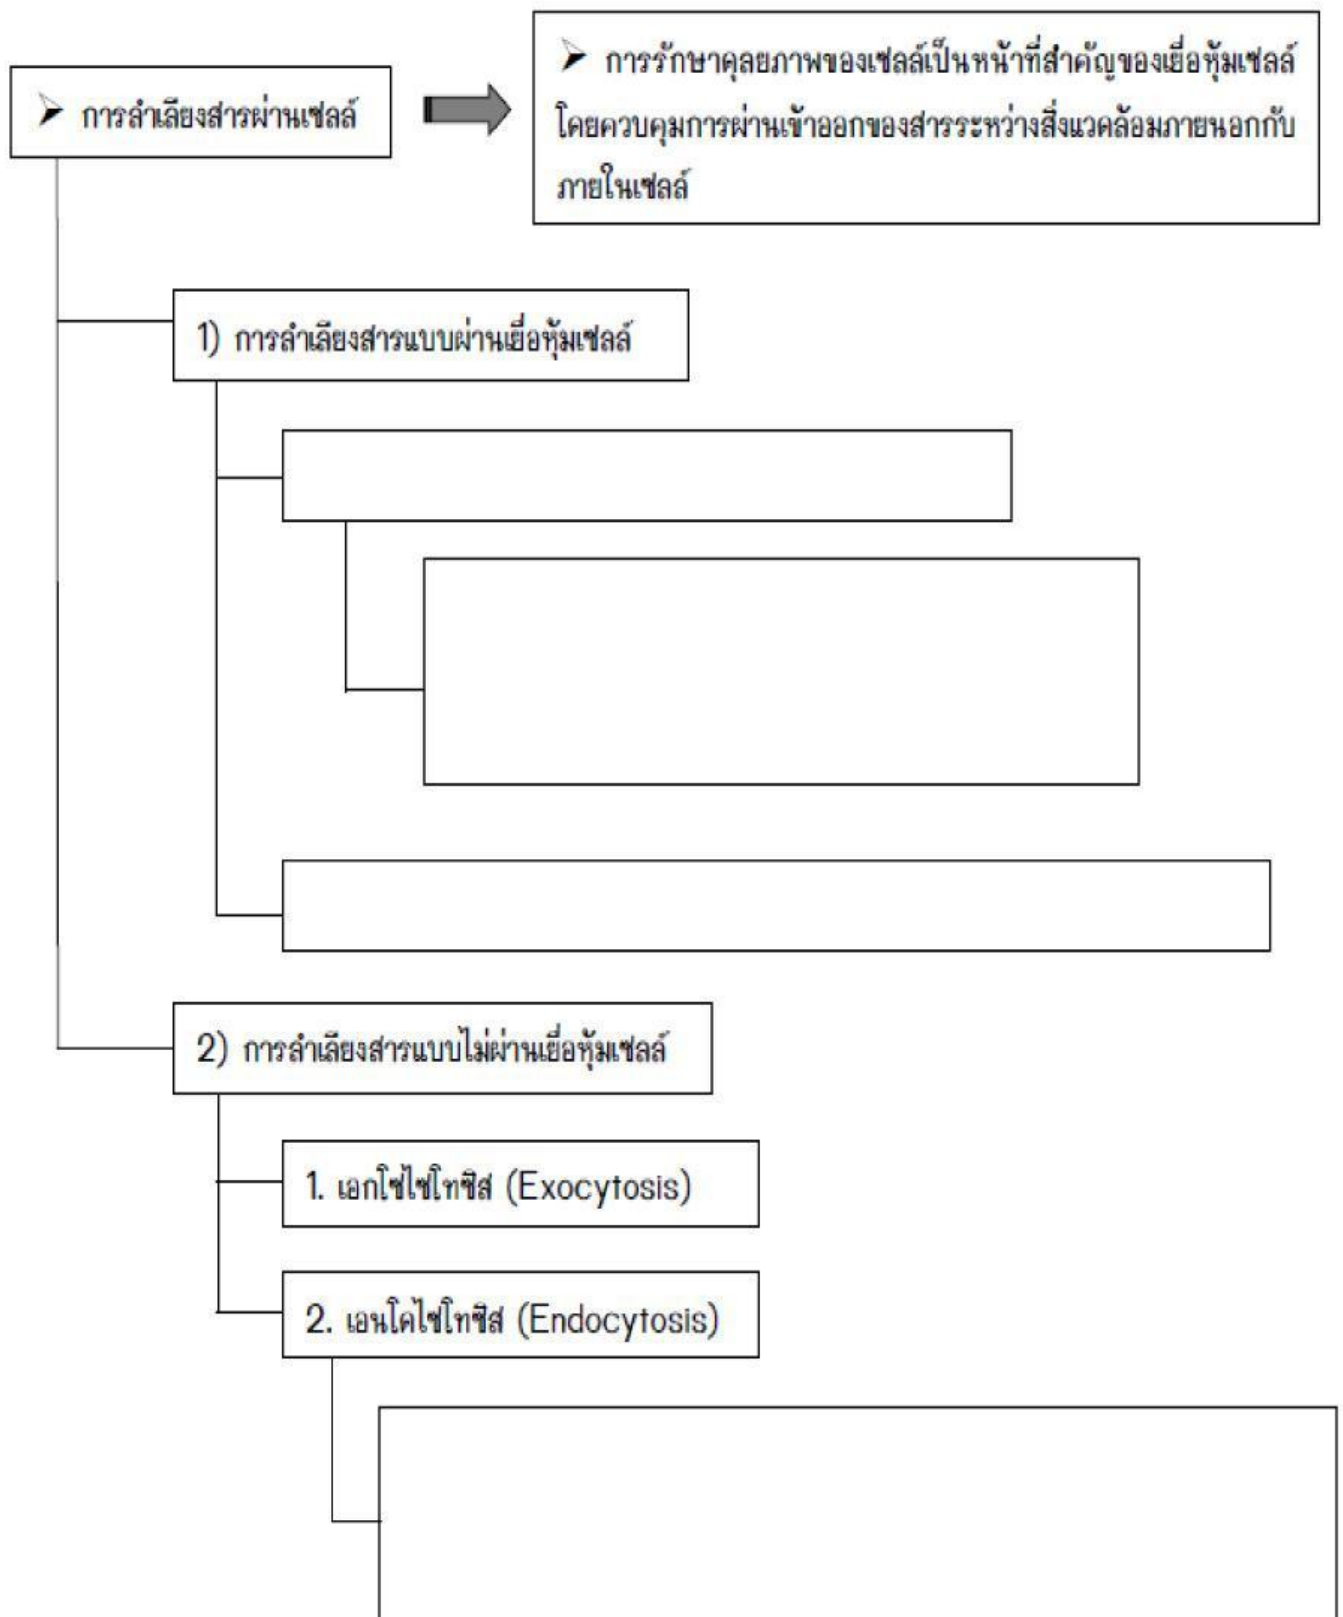 ➢ การลำเลียงสารผ่านเซลล์
➢ การรักษาดุลยภาพของเซลล์เป็นหน้าที่สำคัญของเยื่อหุ้มเซลล์
โดยควบคุมการผ่านเข้าออกของสารระหว่างสิ่งแวดล้อมภายนอกกับ
ภายในเซลล์
1) การลำเลียงสารแบบผ่านเยื่อหุ้มเซลล์
2) การลำเลียงสารแบบไม่ผ่านเยื่อหุ้มเซลล์
1. เอกโซไซโทซิส (Exocytosis)
2. เอนโดไซโทซิส (Endocytosis)